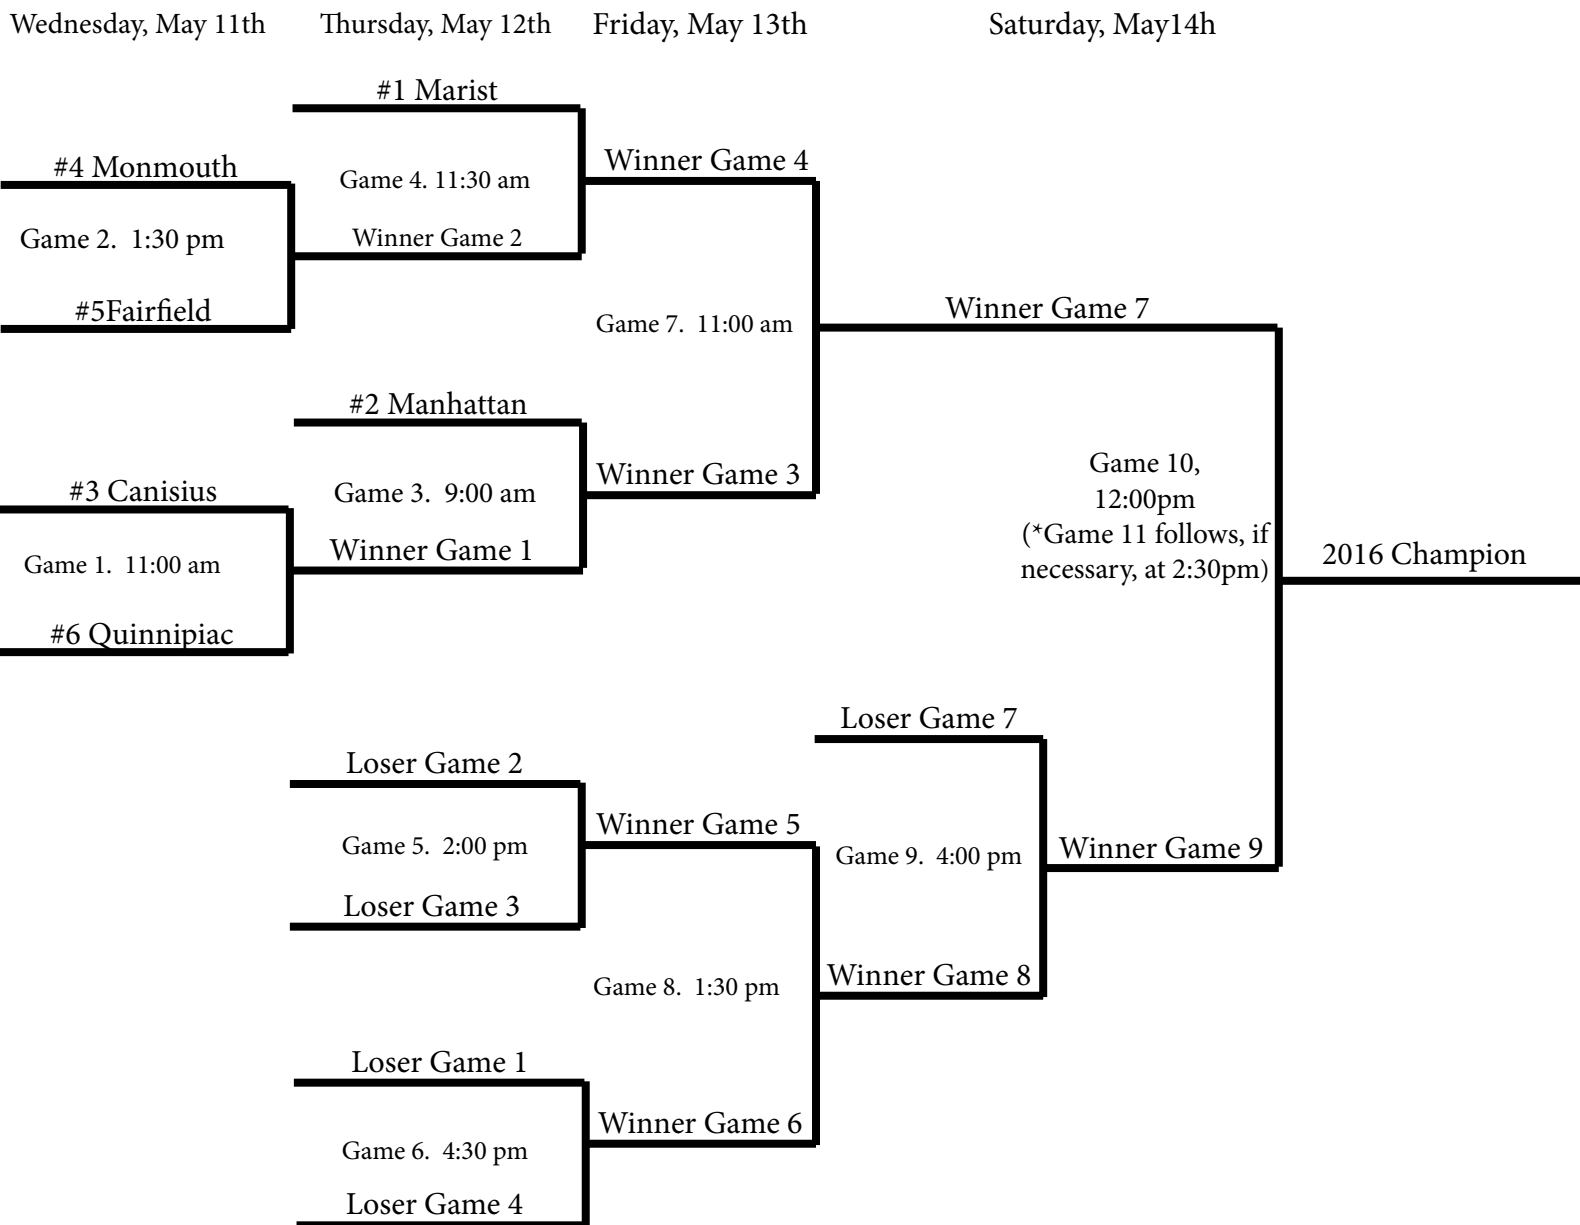 Wednesday, May 11th
Thursday, May 12th
Friday, May 13th
Saturday, May14h
#1 Marist
#4 Monmouth
Game 4. 11:30 am
Winner Game 4
Game 2. 1:30 pm
Winner Game 2
#5Fairfield
Game 7. 11:00 am
Winner Game 7
#2 Manhattan
#3 Canisius
Game 3. 9:00 am
Winner Game 3
Game 1. 11:00 am
Winner Game 1
#6 Quinnipiac
Game 10,
12:00pm
(*Game 11 follows, if
necessary, at 2:30pm)
2016 Champion
Loser Game 7
Loser Game 2
Game 5. 2:00 pm
Winner Game 5
Game 9. 4:00 pm
Winner Game 9
Loser Game 3
Game 8. 1:30 pm
Winner Game 8
Loser Game 1
Game 6. 4:30 pm
Winner Game 6
Loser Game 4